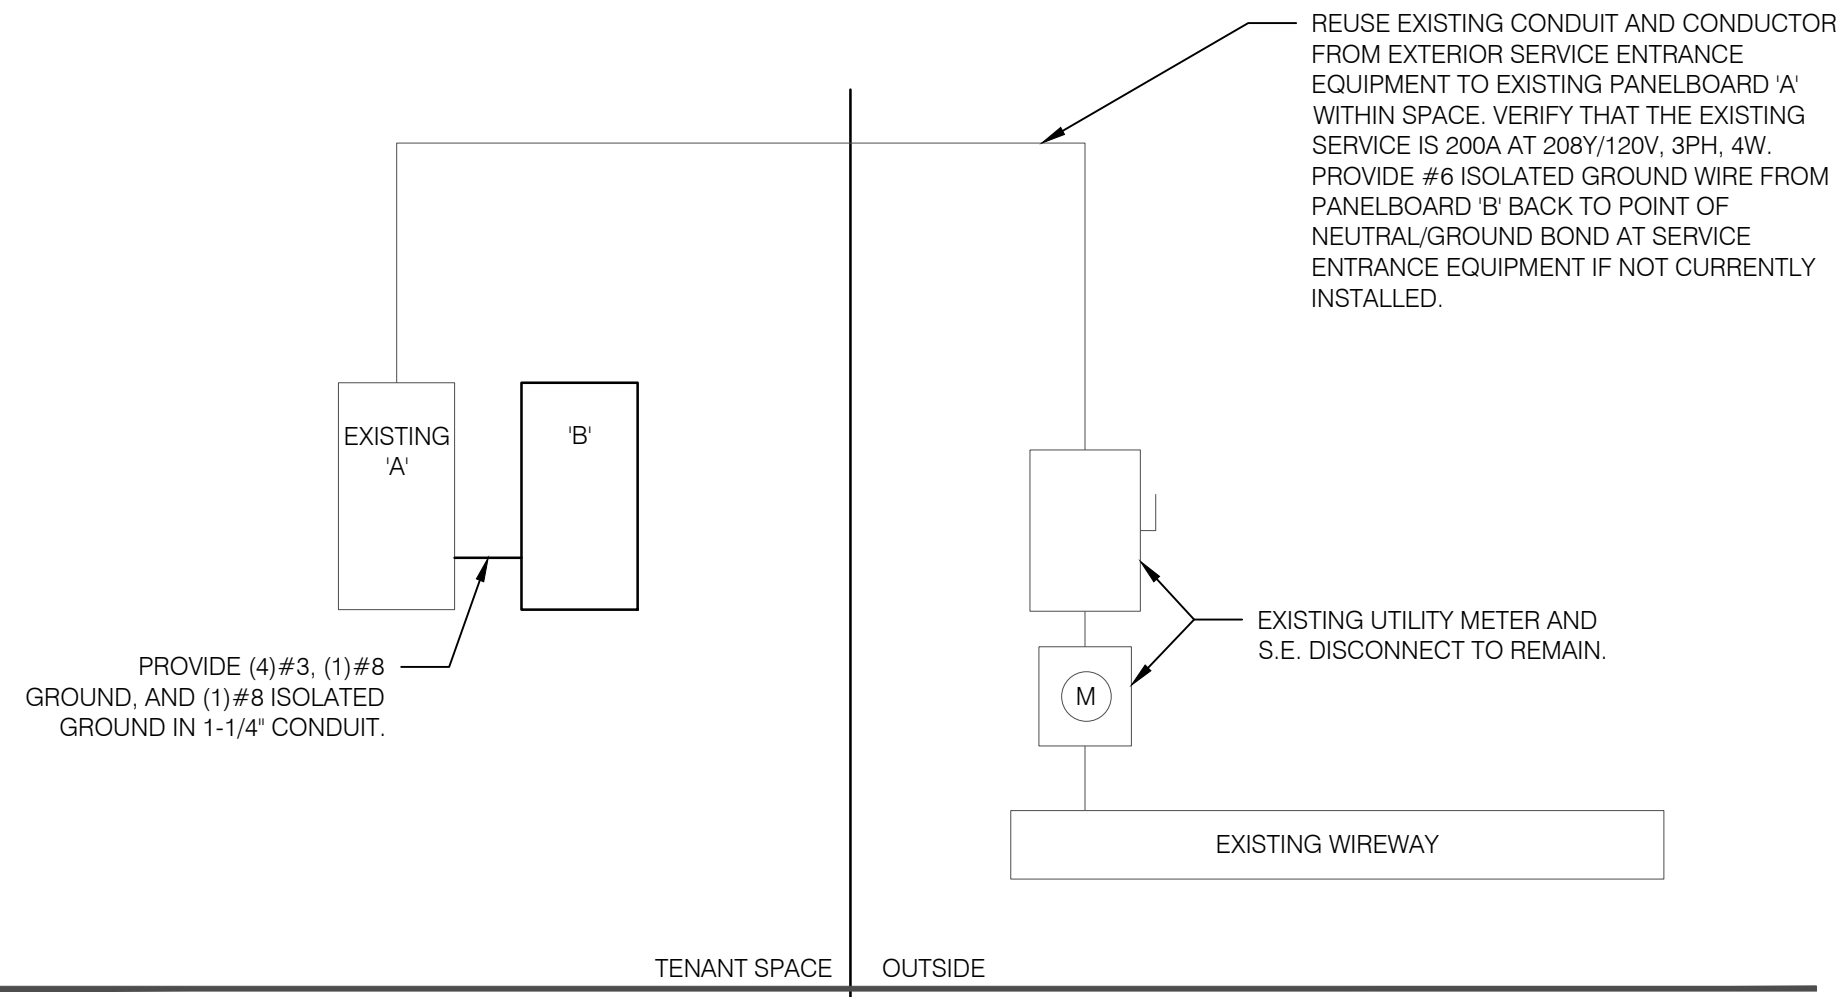 REUSE EXISTING CONDUIT AND CONDUCTOR
FROM EXTERIOR SERVICE ENTRANCE
EQUIPMENT TO EXISTING PANELBOARD 'A'
WITHIN SPACE. VERIFY THAT THE EXISTING
SERVICE IS 200A AT 208Y/120V, 3PH, 4W.
PROVIDE #6 ISOLATED GROUND WIRE FROM
PANELBOARD 'B' BACK TO POINT OF
NEUTRAL/GROUND BOND AT SERVICE
ENTRANCE EQUIPMENT IF NOT CURRENTLY
INSTALLED.
EXISTING
'A'
'B'
PROVIDE (4)#3, (1)#8
GROUND, AND (1)#8 ISOLATED
GROUND IN 1-1/4" CONDUIT.
EXISTING UTILITY METER AND
S.E. DISCONNECT TO REMAIN.
M
EXISTING WIREWAY
TENANT SPACE
OUTSIDE